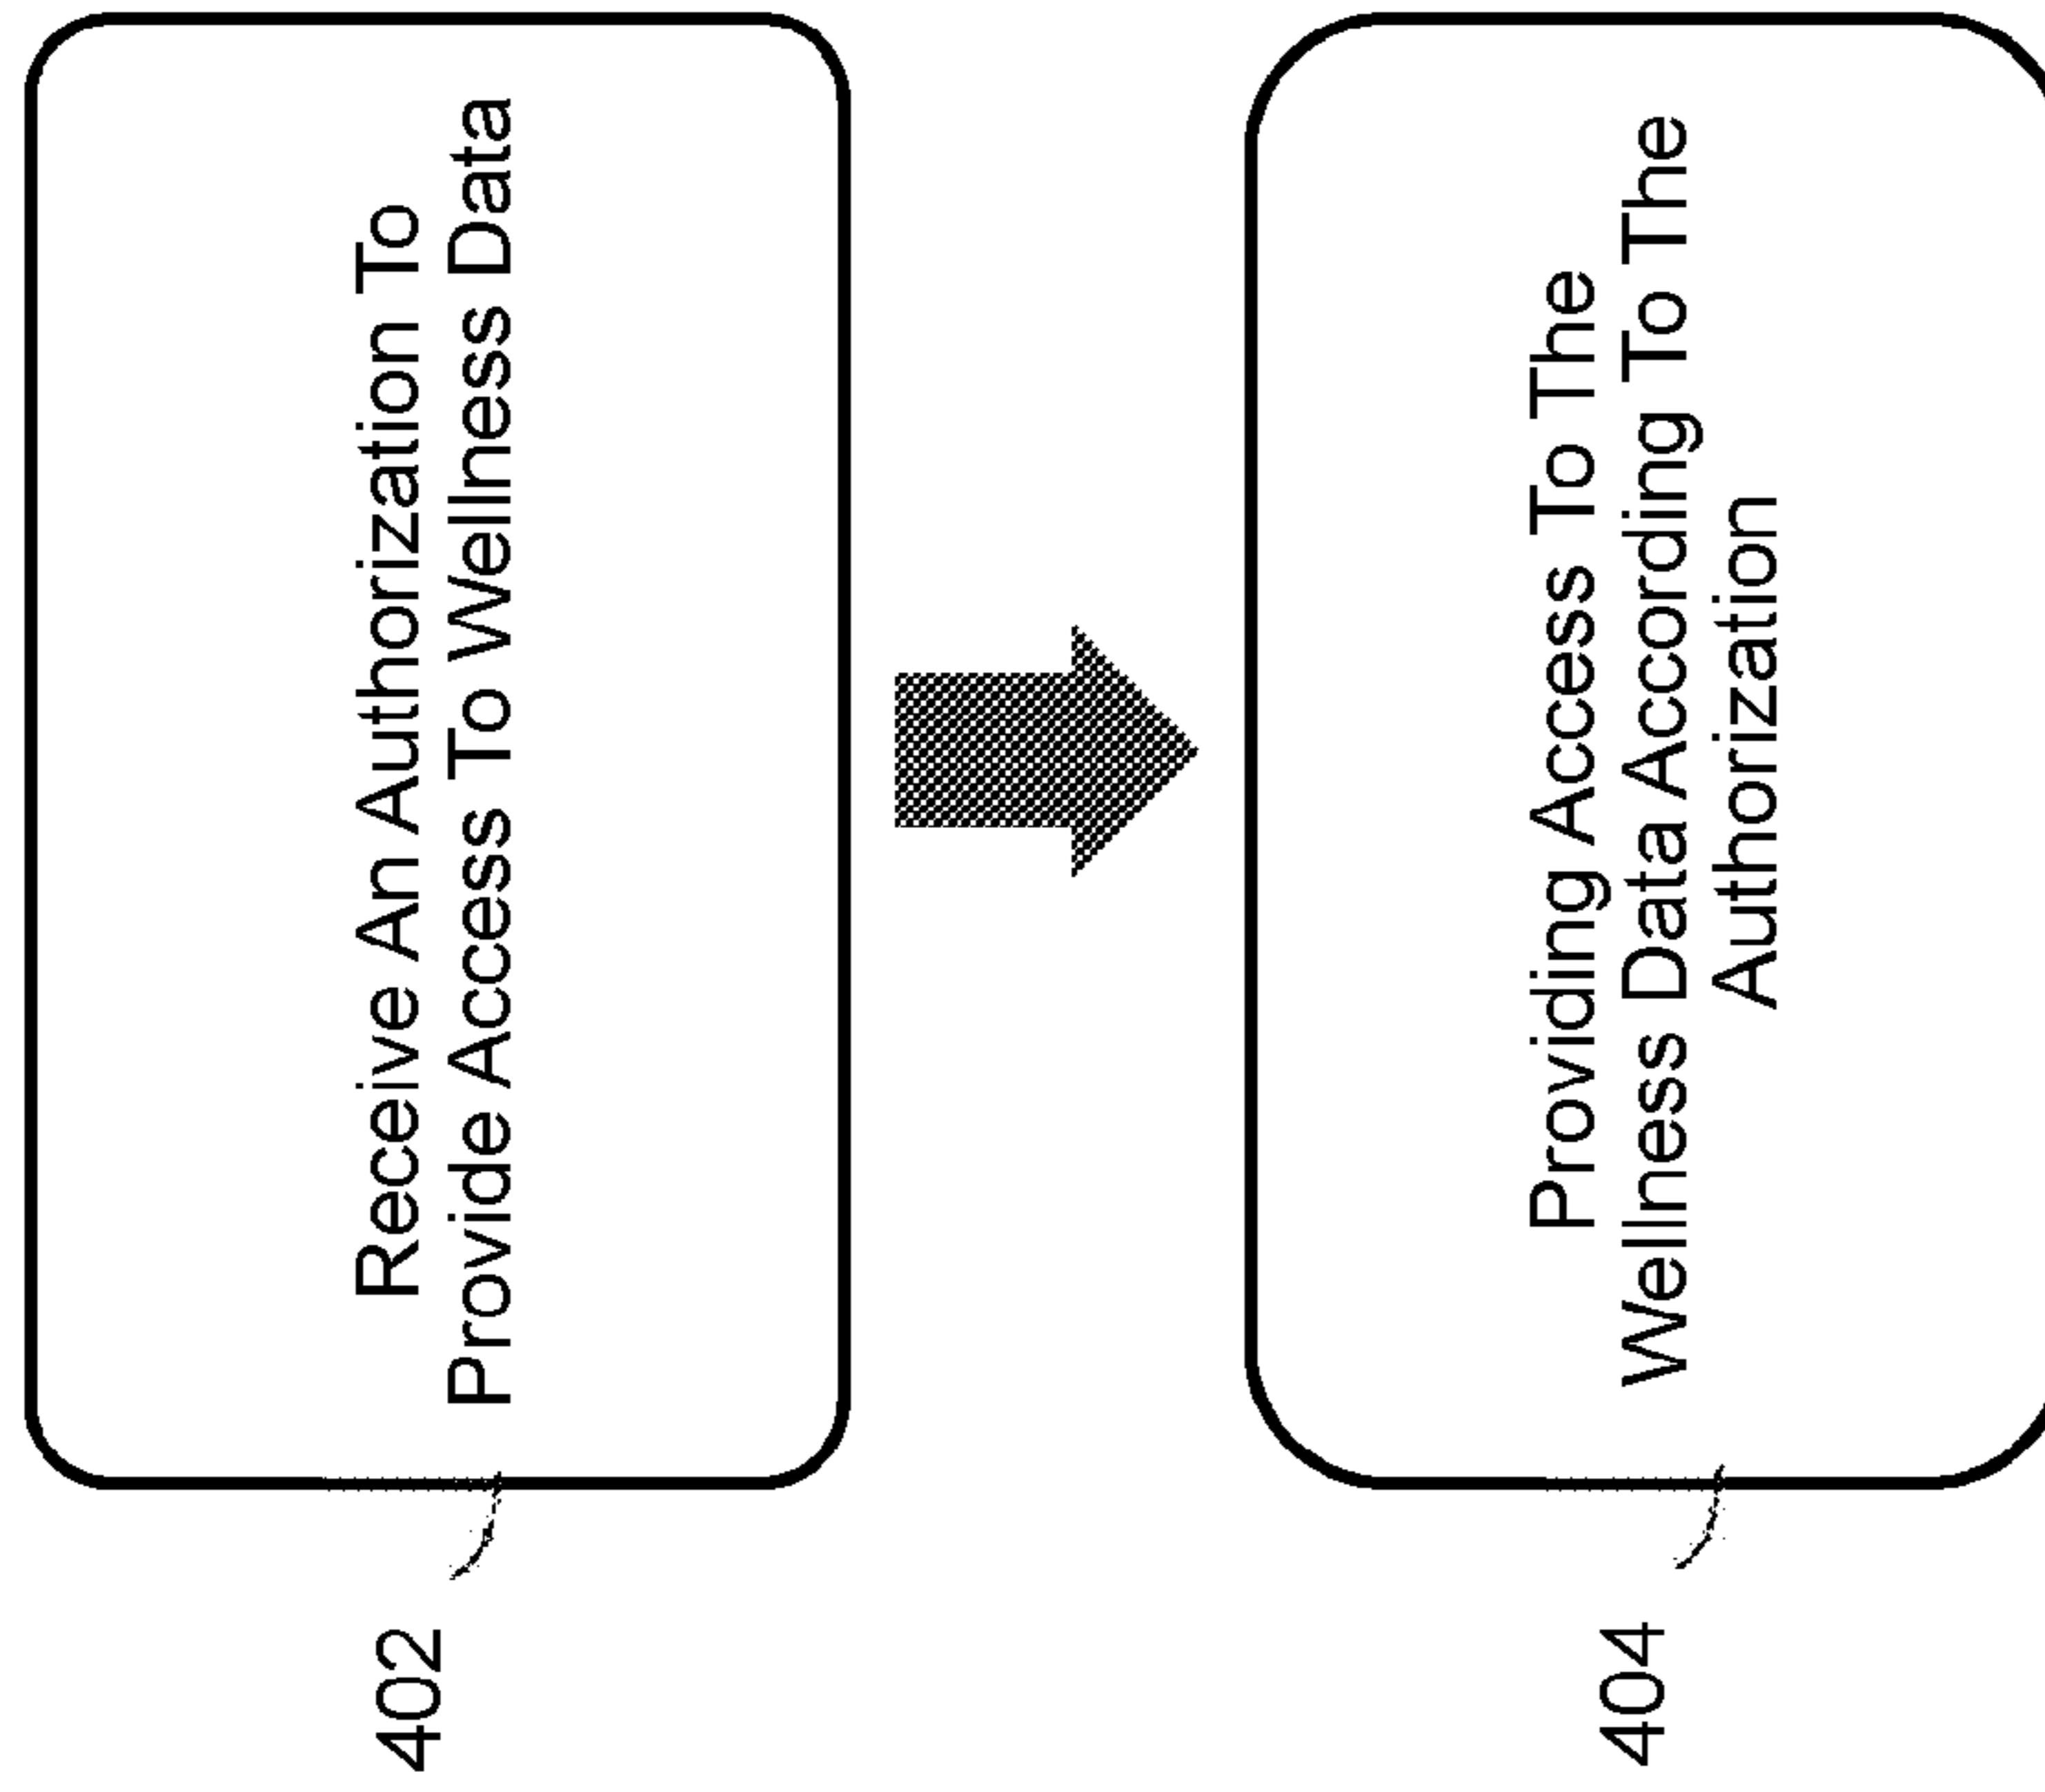 402
Receive An Authorization To
Provide Access To Wellness Data
404
Providing Access To The
Wellness Data According To The
Authorization